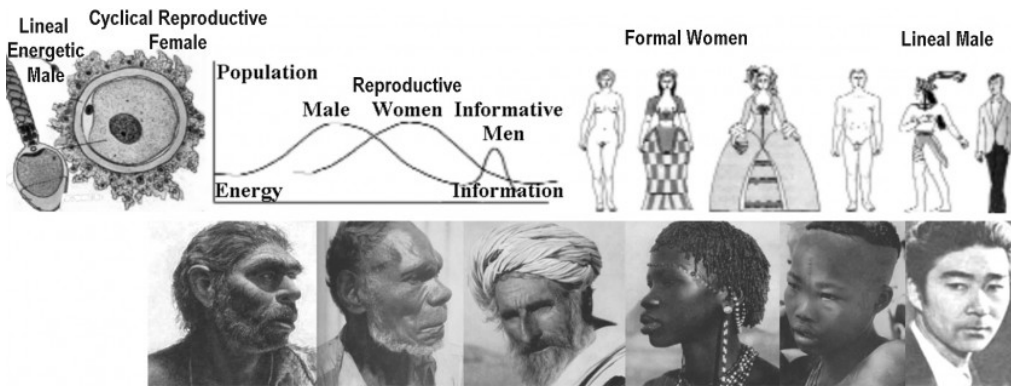 Lineal
Energetic
Male
Cyclical Reproductive
Female
Population
Reproductive
Male Women Informative
Men
Energy Information
Formal Women
Lineal Male